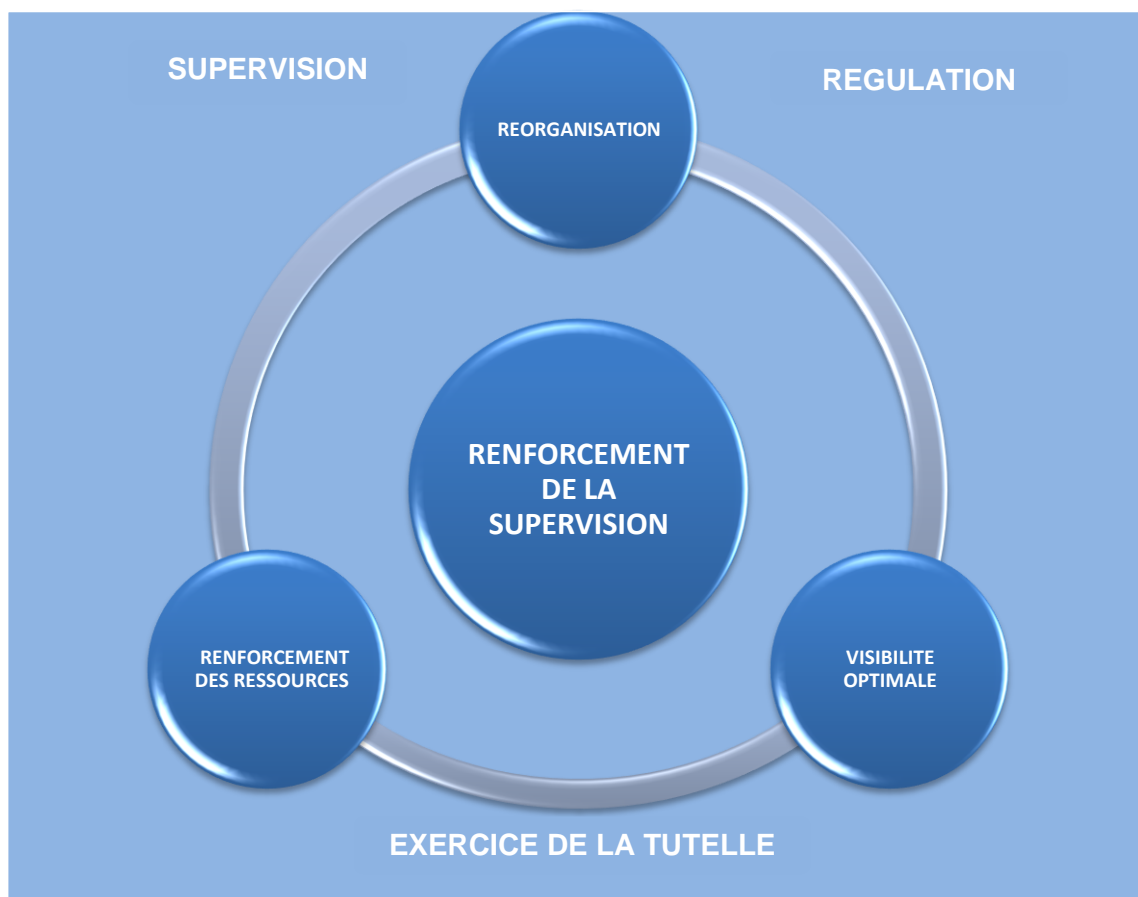 SUPERVISION
REGULATION
REORGANISATION
RENFORCEMENT
DE LA
SUPERVISION
RENFORCEMENT
DES RESSOURCES
VISIBILITE
OPTIMALE
EXERCICE DE LA TUTELLE